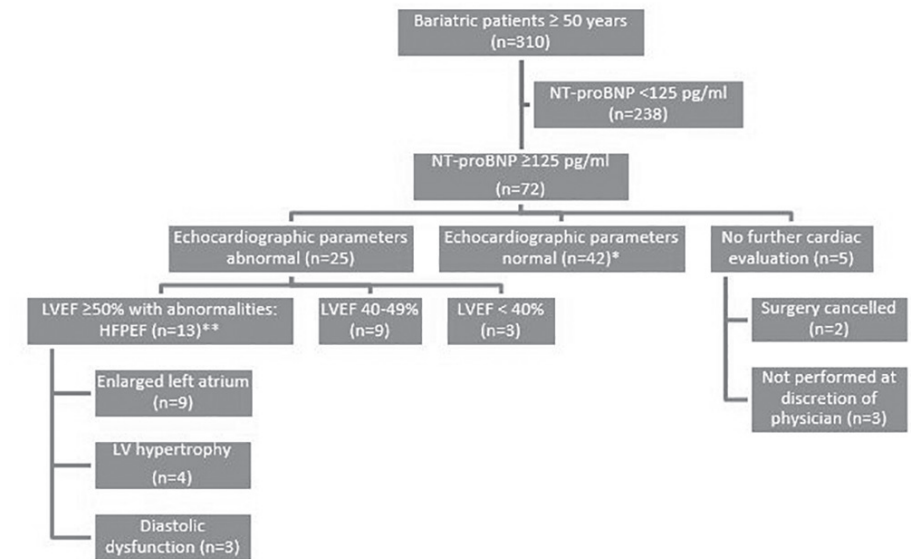 Bariatric patients ≥ 50 years
(n=310)
NT-proBNP <125 pg/ml
(n=238)
NT-proBNP ≥125 pg/ml
(n=72)
Echocardiographic parameters
abnormal (n=25)
Echocardiographic parameters
normal (n=42)*
No further cardiac
evaluation (n=5)
LVEF ≥50% with abnormalities:
HFPEF (n=13)**
LVEF 40-49%
(n=9)
LVEF < 40%
(n=3)
Surgery cancelled
(n=2)
Not performed at
discretion of
physician (n=3)
Enlarged left atrium
(n=9)
LV hypertrophy
(n=4)
Diastolic
dysfunction (n=3)